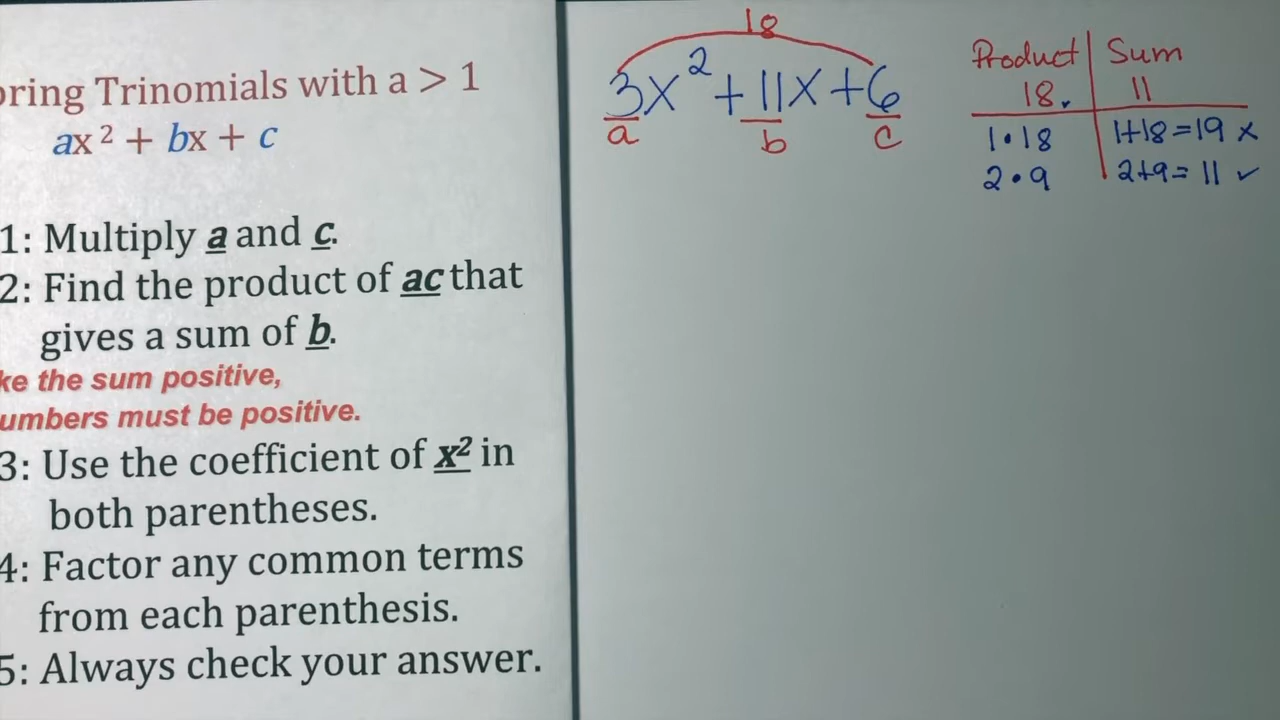 oring Trinomials with a > 1
ax² + bx + c
1: Multiply a and c.
2: Find the product of ac that
gives a sum of b.
ke the sum positive,
umbers must be positive.
3: Use the coefficient of x² in
both parentheses.
4: Factor any common terms
from each parenthesis.
5: Always check your answer.
18
3x² + 11x + 6
a b c
Product Sum
18 11
1•18 1+18=19 x
2•9 2+9=11 ✓